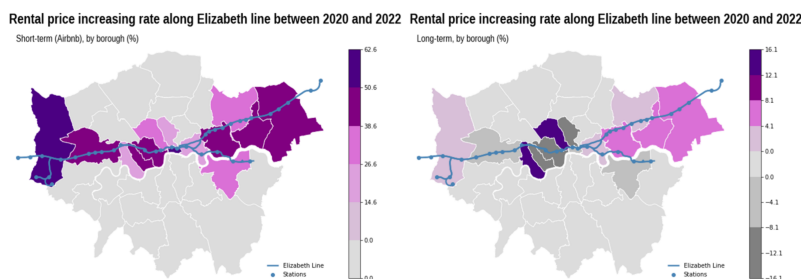 Rental price increasing rate along Elizabeth line between 2020 and 2022
Short-term (Airbnb), by borough (%)
62.6
50.6
38.6
26.6
14.6
0.0
0.0
Elizabeth Line
Stations
Rental price increasing rate along Elizabeth line between 2020 and 2022
Long-term, by borough (%)
16.1
12.1
8.1
4.1
0.0
0.0
-4.1
-8.1
-12.1
-16.1
Elizabeth Line
Stations